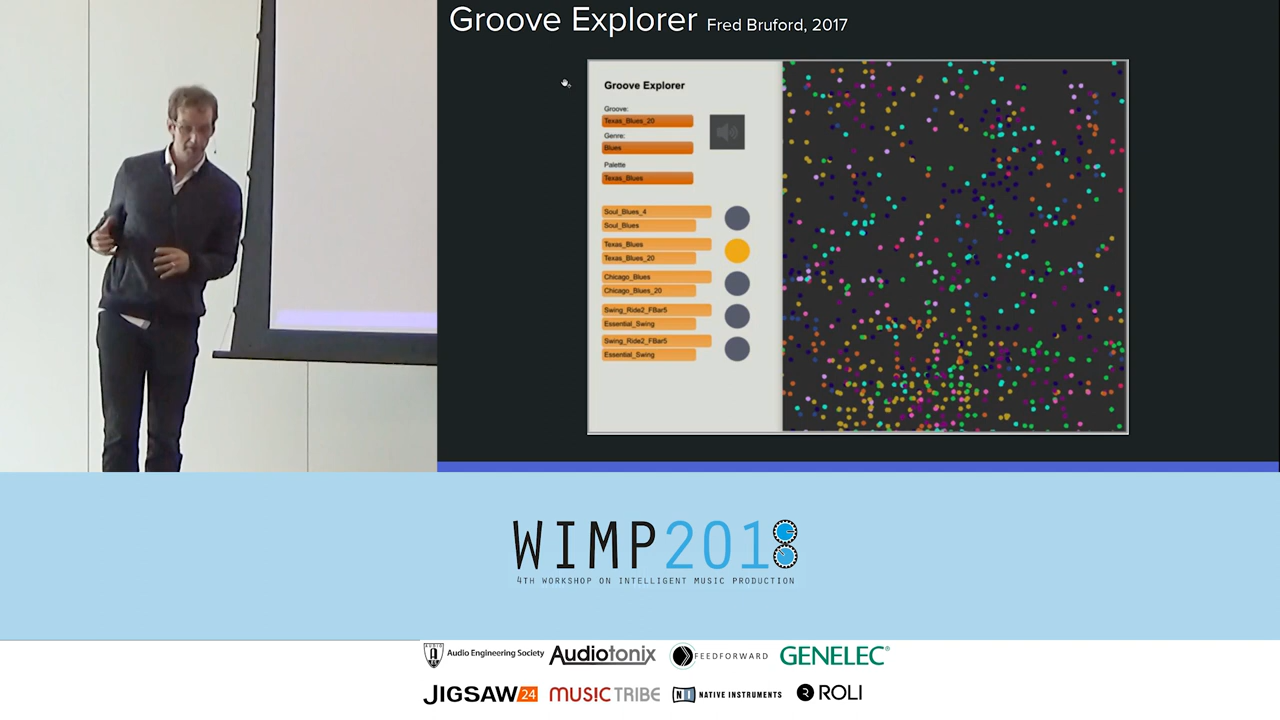 Groove Explorer Fred Bruford, 2017
Groove Explorer
Groove:
Texas_Blues_20
Genre:
Blues
Palette
Texas_Blues
Soul_Blues_4
Soul_Blues
Texas_Blues
Texas_Blues_20
Chicago_Blues
Chicago_Blues_20
Swing_Ride2_FBar5
Essential_Swing
Swing_Ride2_FBar5
Essential_Swing
WIMP2018
4TH WORKSHOP ON INTELLIGENT MUSIC PRODUCTION
AUDIO
A
E S
Audio Engineering Society
Audiotonix
FEEDFORWARD
GENELEC®
JIGSAW24
MUSIC TRIBE
NI NATIVE INSTRUMENTS
R ROLI